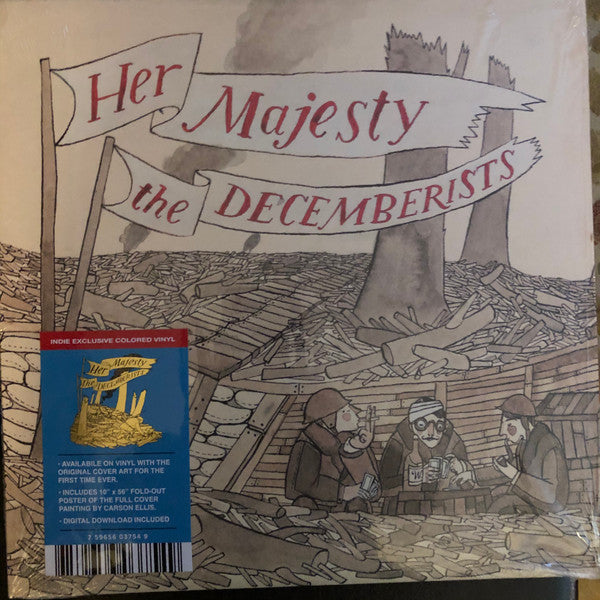 Her Majesty
the DECEMBERISTS
INDIE EXCLUSIVE COLORED VINYL
Her Majesty
the DECEMBERISTS
• AVAILABLE ON VINYL WITH THE
ORIGINAL COVER ART FOR THE
FIRST TIME EVER.
• INCLUDES 10" x 56" FOLD-OUT
POSTER OF THE FULL COVER
PAINTING BY CARSON ELLIS.
• DIGITAL DOWNLOAD INCLUDED
7 59656 03754 9